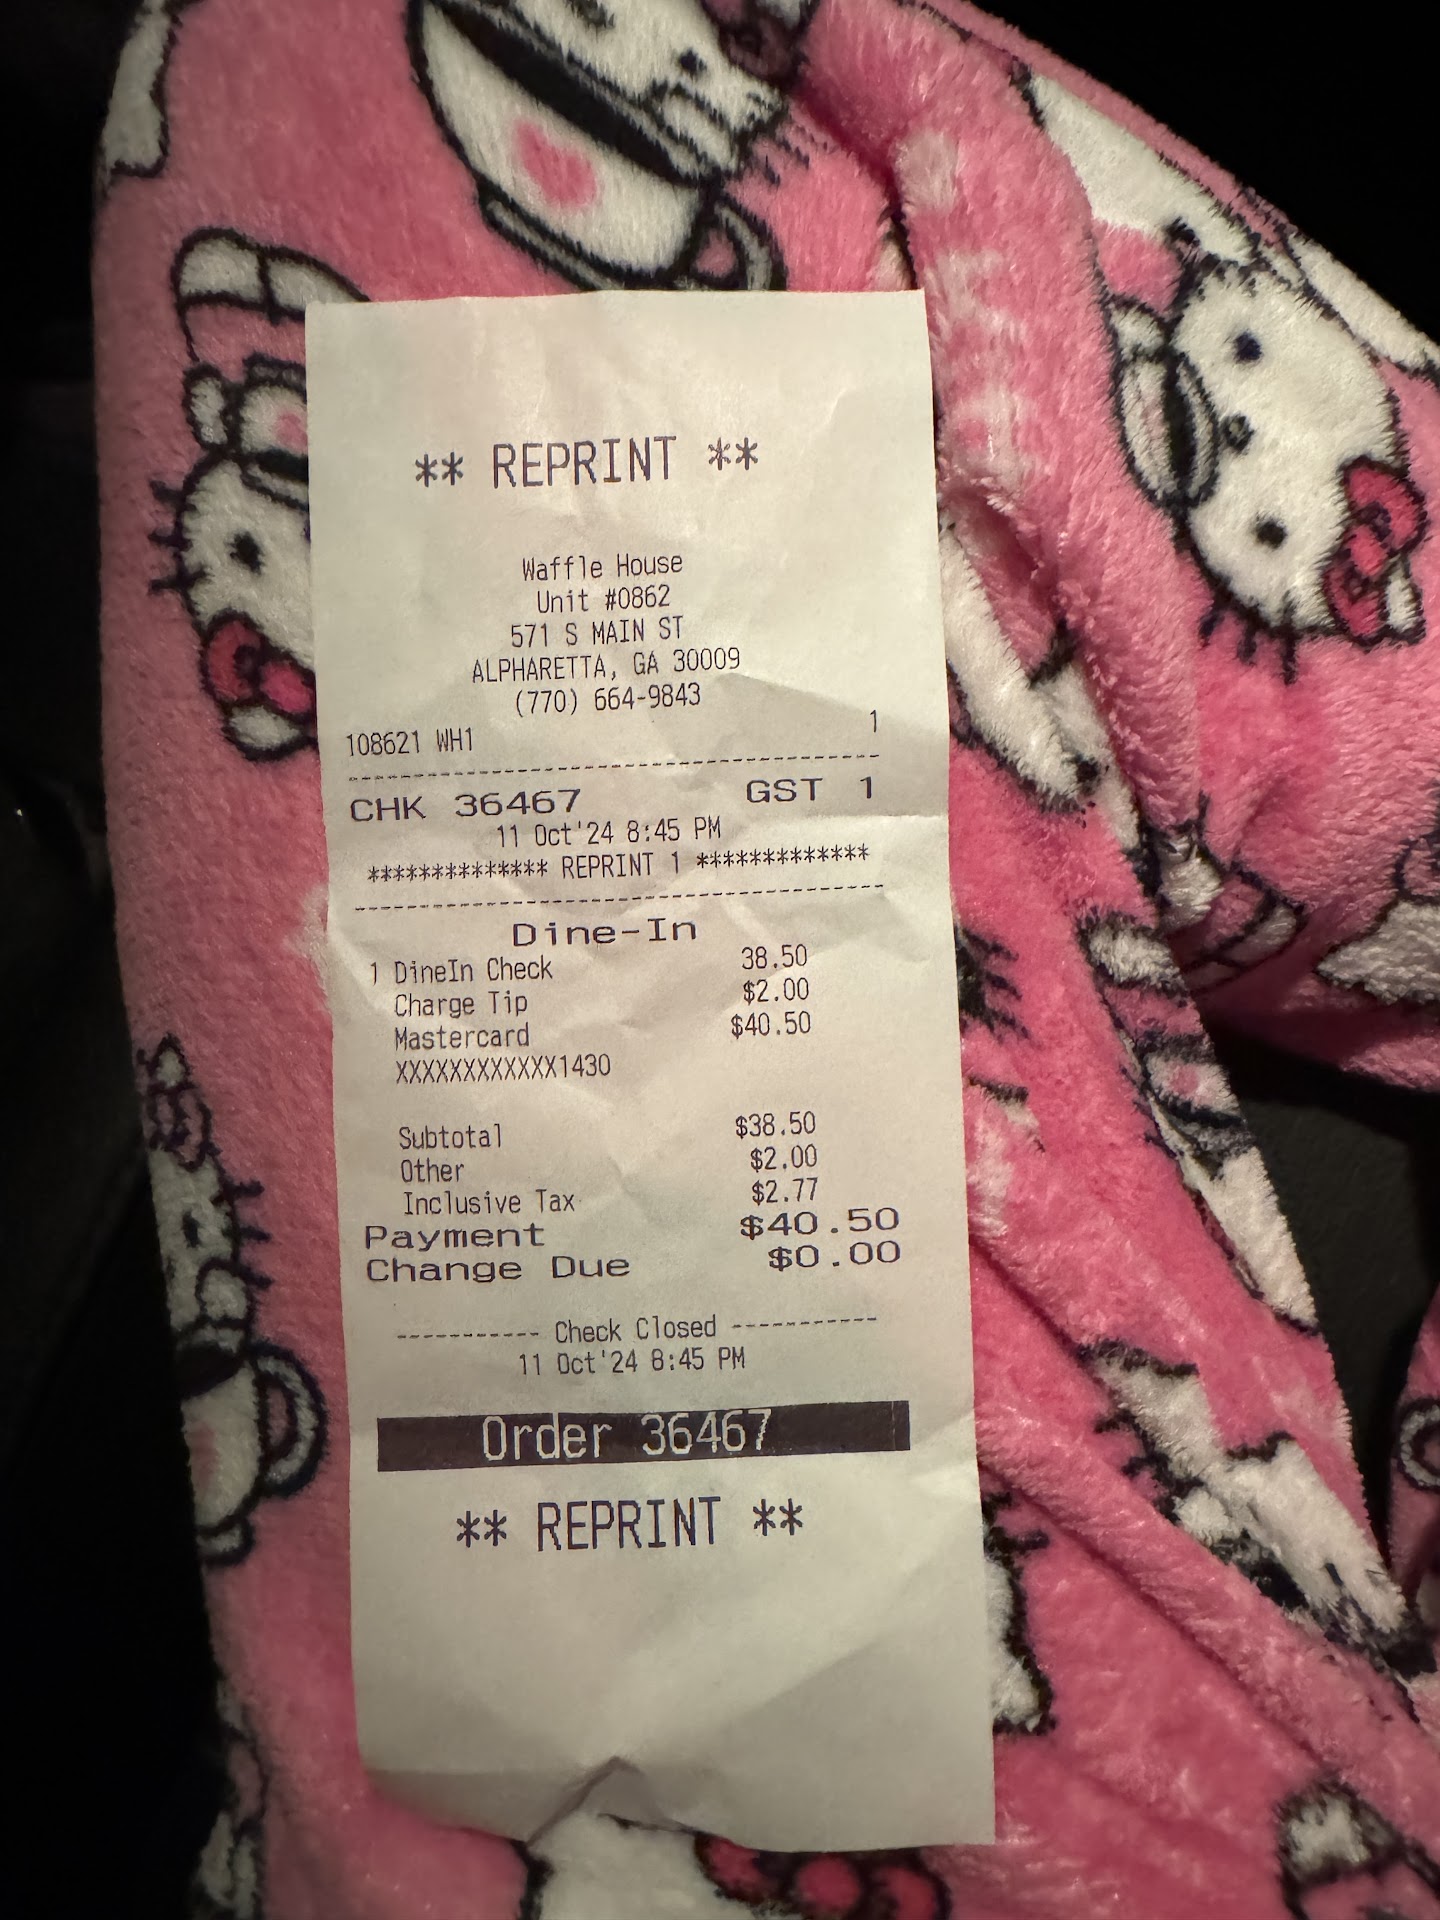 ** REPRINT **
Waffle House
Unit #0862
571 S MAIN ST
ALPHARETTA, GA 30009
(770) 664-9843
108621 WH1 1
CHK 36467 GST 1
11 Oct'24 8:45 PM
************** REPRINT 1 *************
Dine-In
1 DineIn Check 38.50
Charge Tip $2.00
Mastercard $40.50
XXXXXXXXXXXX1430
Subtotal $38.50
Other $2.00
Inclusive Tax $2.77
Payment $40.50
Change Due $0.00
----------- Check Closed -----------
11 Oct'24 8:45 PM
Order 36467
** REPRINT **